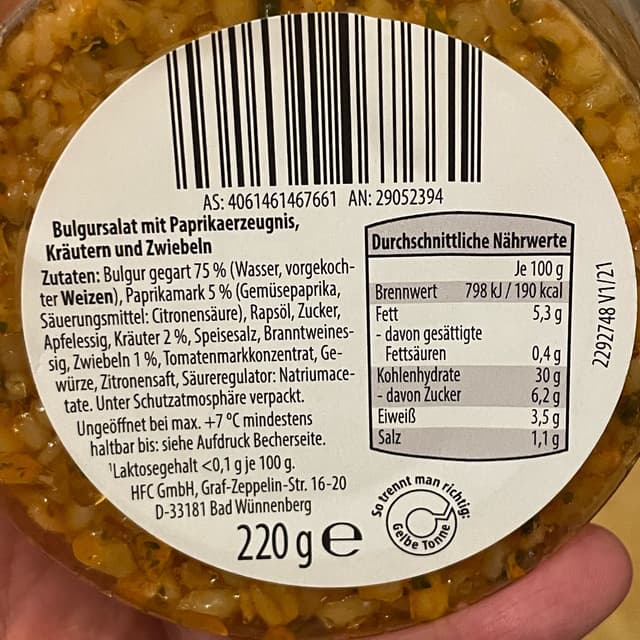 AS: 4061461467661 AN: 29052394
Bulgursalat mit Paprikaerzeugnis,
Kräutern und Zwiebeln
Zutaten: Bulgur gegart 75 % (Wasser, vorgekoch-
ter Weizen), Paprikamark 5 % (Gemüsepaprika,
Säuerungsmittel: Citronensäure), Rapsöl, Zucker,
Apfelessig, Kräuter 2 %, Speisesalz, Branntweines-
sig, Zwiebeln 1 %, Tomatenmarkkonzentrat, Ge-
würze, Zitronensaft, Säureregulator: Natriumace-
tate. Unter Schutzatmosphäre verpackt.
Ungeöffnet bei max. +7 °C mindestens
haltbar bis: siehe Aufdruck Becherseite.
¹Laktosegehalt <0,1 g je 100 g.
HFC GmbH, Graf-Zeppelin-Str. 16-20
D-33181 Bad Wünnenberg
220 g e
Durchschnittliche Nährwerte
Je 100 g
Brennwert 798 kJ / 190 kcal
Fett 5,3 g
- davon gesättigte
Fettsäuren 0,4 g
Kohlenhydrate 30 g
- davon Zucker 6,2 g
Eiweiß 3,5 g
Salz 1,1 g
So trennt man richtig:
Gelbe Tonne
2292748 V1/21